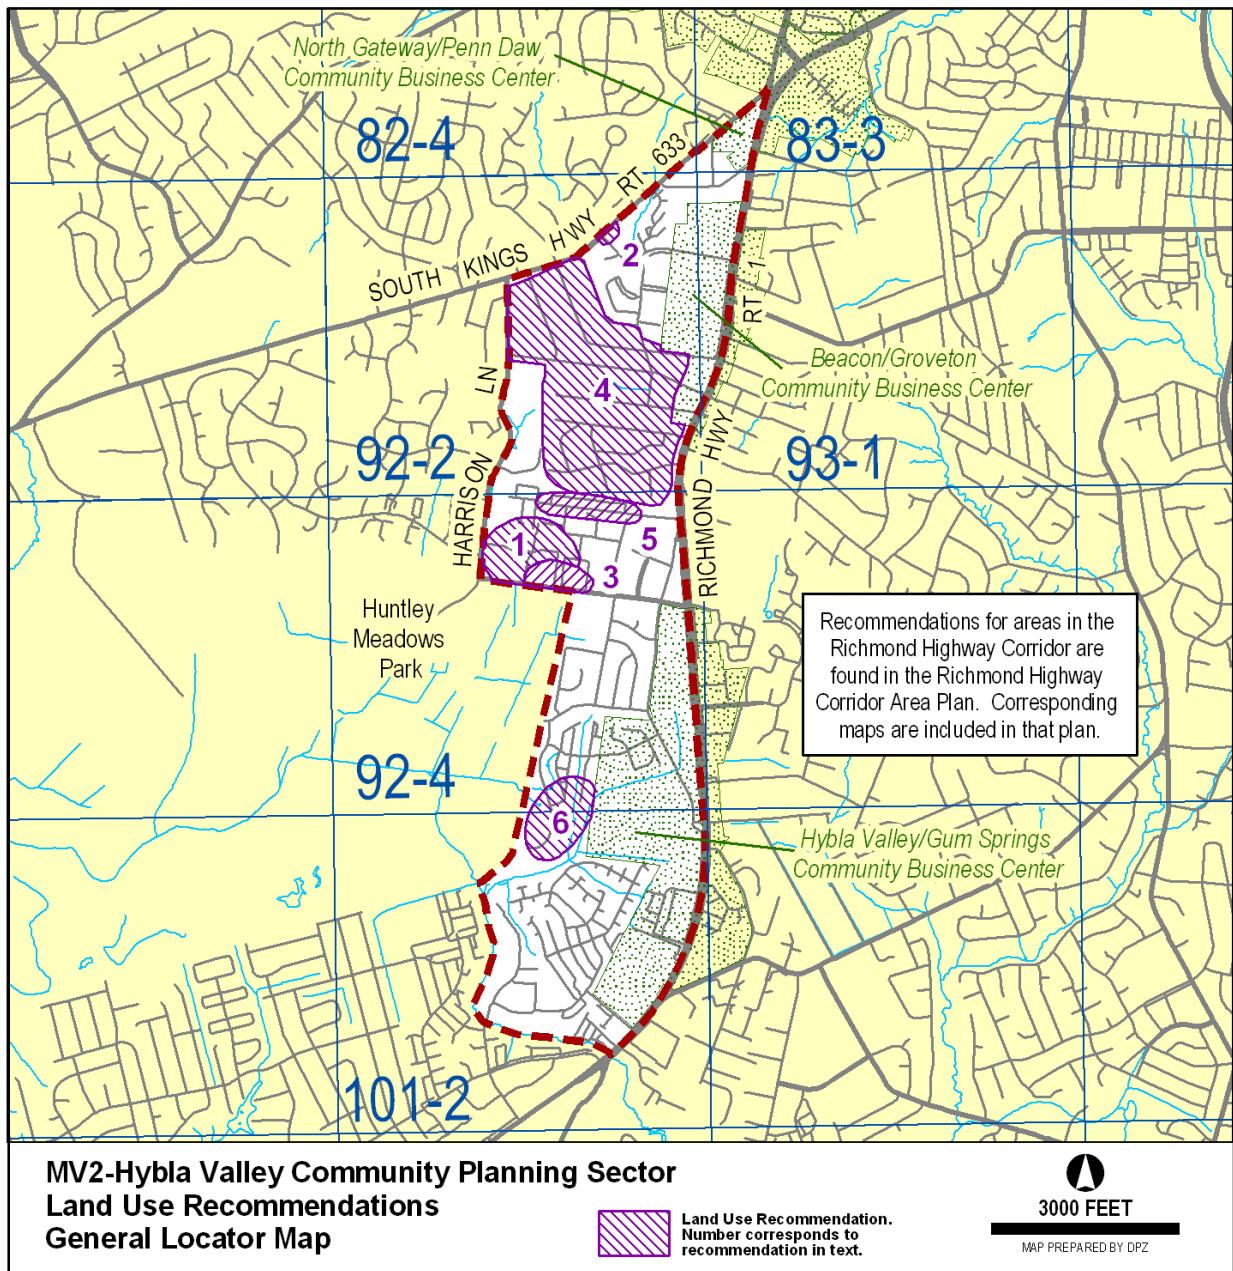 North Gateway/Penn Daw
Community Business Center
82-4
83-3
RT 633
SOUTH KINGS HWY
2
RT 1
Beacon/Groveton
Community Business Center
4
HARRISON LN
92-2
93-1
RICHMOND HWY
1
5
3
Huntley
Meadows
Park
Recommendations for areas in the
Richmond Highway Corridor are
found in the Richmond Highway
Corridor Area Plan. Corresponding
maps are included in that plan.
92-4
6
Hybla Valley/Gum Springs
Community Business Center
101-2
MV2-Hybla Valley Community Planning Sector
Land Use Recommendations
General Locator Map
Land Use Recommendation.
Number corresponds to
recommendation in text.
3000 FEET
MAP PREPARED BY DPZ